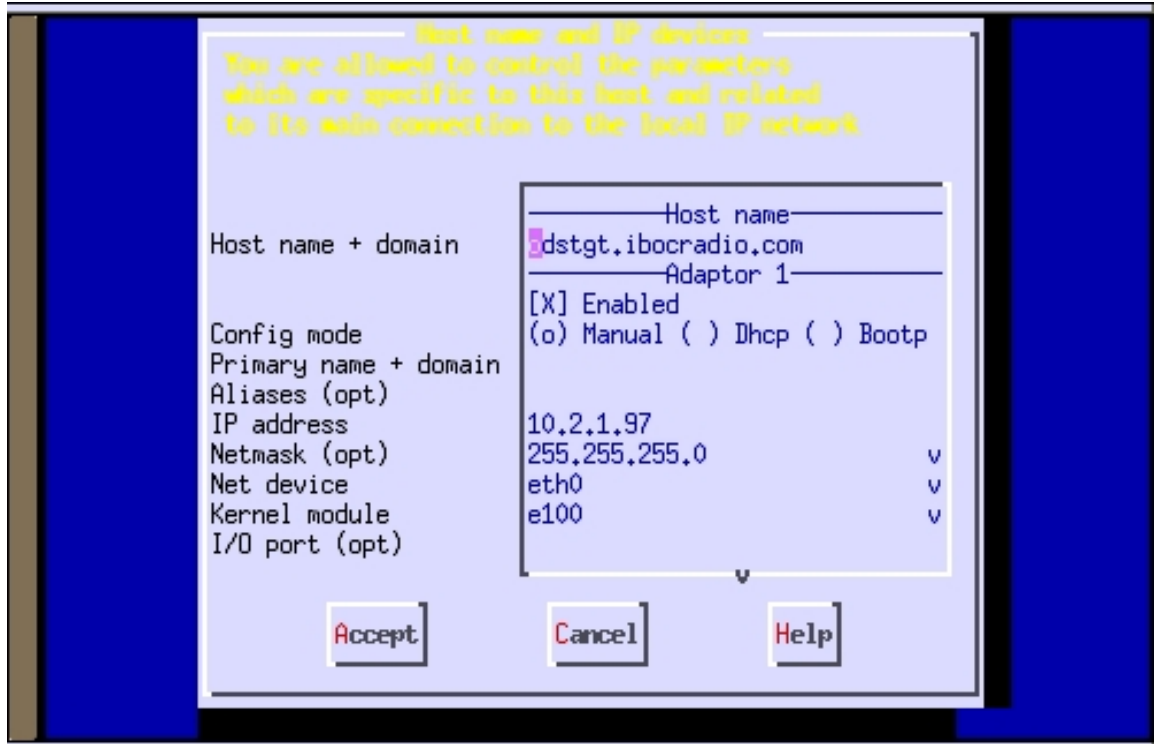 Host name and IP devices
You are allowed to control the parameters
which are specific to this host and related
to its main connection to the local IP network
Host name
Host name + domain dstgt.ibocradio.com
Adaptor 1
[X] Enabled
Config mode (o) Manual ( ) Dhcp ( ) Bootp
Primary name + domain
Aliases (opt)
IP address 10.2.1.97
Netmask (opt) 255.255.255.0 v
Net device eth0 v
Kernel module e100 v
I/O port (opt)
v
Accept Cancel Help